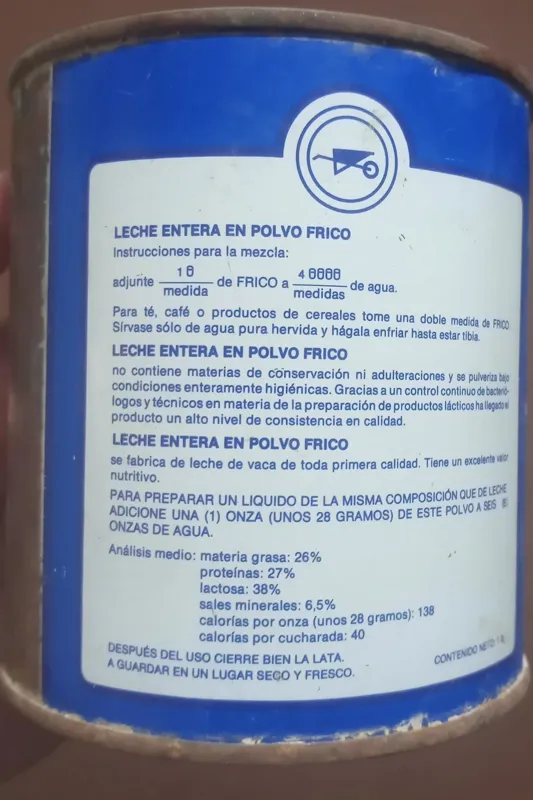 LECHE ENTERA EN POLVO FRICO
Instrucciones para la mezcla:
adjunte 1 medida de FRICO a 4 medidas de agua.
Para té, café o productos de cereales tome una doble medida de FRICO
Sírvase sólo de agua pura hervida y hágala enfriar hasta estar tibia.
LECHE ENTERA EN POLVO FRICO
no contiene materias de conservación ni adulteraciones y se pulveriza bajo
condiciones enteramente higiénicas. Gracias a un control continuo de bacterió-
logos y técnicos en materia de la preparación de productos lácticos ha llegado el
producto un alto nivel de consistencia en calidad.
LECHE ENTERA EN POLVO FRICO
se fabrica de leche de vaca de toda primera calidad. Tiene un excelente valor
nutritivo.
PARA PREPARAR UN LIQUIDO DE LA MISMA COMPOSICIÓN QUE DE LECHE
ADICIONE UNA (1) ONZA (UNOS 28 GRAMOS) DE ESTE POLVO A SEIS (6)
ONZAS DE AGUA.
Análisis medio: materia grasa: 26%
proteínas: 27%
lactosa: 38%
sales minerales: 6,5%
calorías por onza (unos 28 gramos): 138
calorías por cucharada: 40
DESPUÉS DEL USO CIERRE BIEN LA LATA.
A GUARDAR EN UN LUGAR SECO Y FRESCO.
CONTENIDO NETO: 1